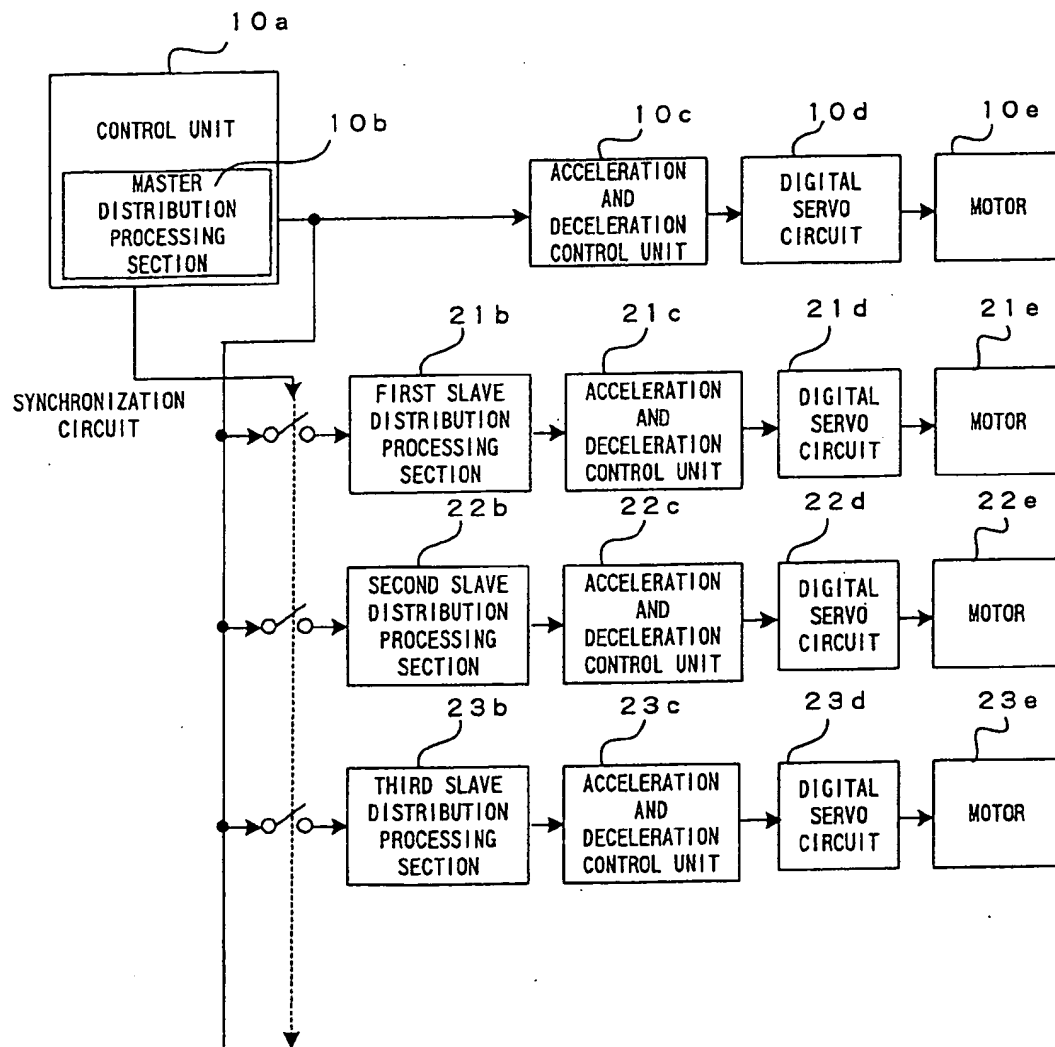 10a
CONTROL UNIT
10b
MASTER
DISTRIBUTION
PROCESSING
SECTION
10c
ACCELERATION
AND
DECELERATION
CONTROL UNIT
10d
DIGITAL
SERVO
CIRCUIT
10e
MOTOR
SYNCHRONIZATION
CIRCUIT
21b
FIRST SLAVE
DISTRIBUTION
PROCESSING
SECTION
21c
ACCELERATION
AND
DECELERATION
CONTROL UNIT
21d
DIGITAL
SERVO
CIRCUIT
21e
MOTOR
22b
SECOND SLAVE
DISTRIBUTION
PROCESSING
SECTION
22c
ACCELERATION
AND
DECELERATION
CONTROL UNIT
22d
DIGITAL
SERVO
CIRCUIT
22e
MOTOR
23b
THIRD SLAVE
DISTRIBUTION
PROCESSING
SECTION
23c
ACCELERATION
AND
DECELERATION
CONTROL UNIT
23d
DIGITAL
SERVO
CIRCUIT
23e
MOTOR